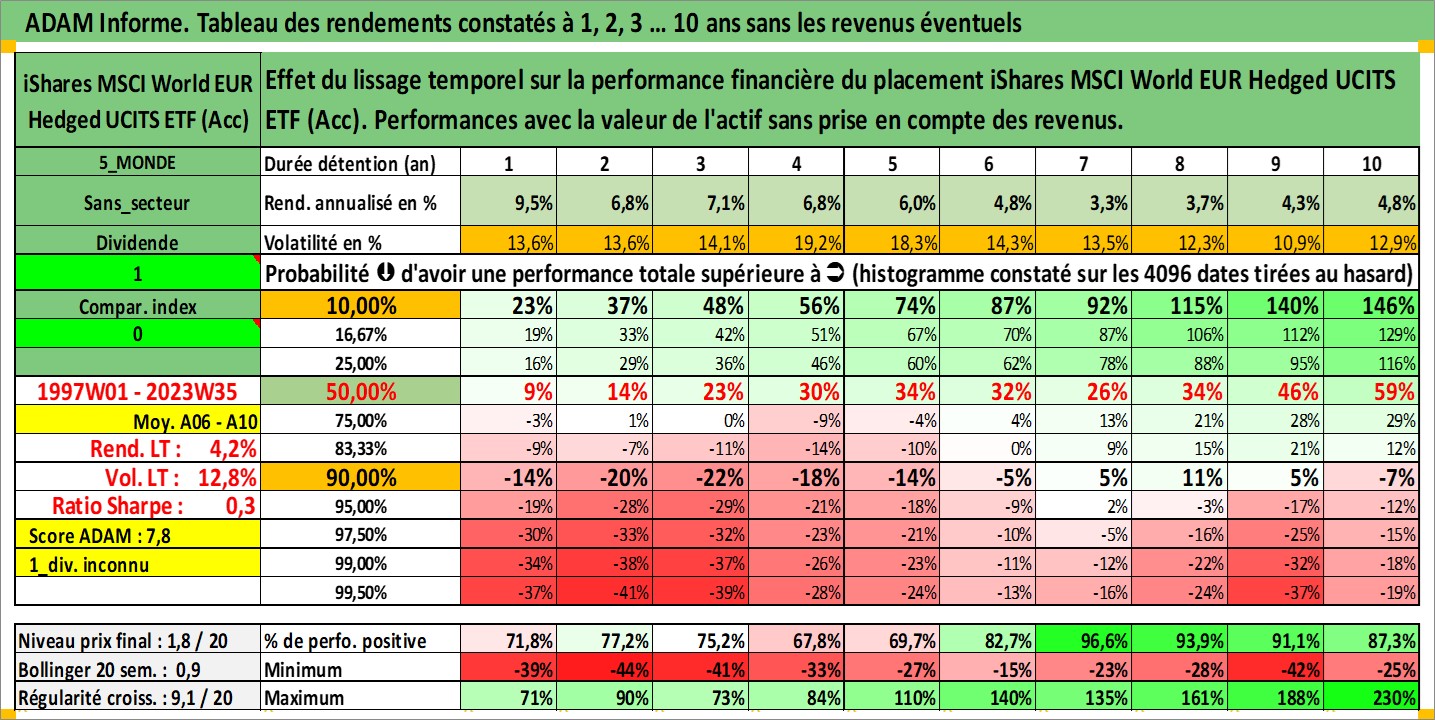 ADAM Informe. Tableau des rendements constatés à 1, 2, 3 ... 10 ans sans les revenus éventuels
iShares MSCI World EUR Hedged UCITS ETF (Acc)
Effet du lissage temporel sur la performance financière du placement iShares MSCI World EUR Hedged UCITS
ETF (Acc). Performances avec la valeur de l'actif sans prise en compte des revenus.
5_MONDE Durée détention (an) 1 2 3 4 5 6 7 8 9 10
Sans_secteur Rend. annualisé en % 9,5% 6,8% 7,1% 6,8% 6,0% 4,8% 3,3% 3,7% 4,3% 4,8%
Dividende Volatilité en % 13,6% 13,6% 14,1% 19,2% 18,3% 14,3% 13,5% 12,3% 10,9% 12,9%
1 Probabilité d'avoir une performance totale supérieure à (histogramme constaté sur les 4096 dates tirées au hasard)
Compar. index 10,00% 23% 37% 48% 56% 74% 87% 92% 115% 140% 146%
0 16,67% 19% 33% 42% 51% 67% 70% 87% 106% 112% 129%
25,00% 16% 29% 36% 46% 60% 62% 78% 88% 95% 116%
1997W01 - 2023W35 50,00% 9% 14% 23% 30% 34% 32% 26% 34% 46% 59%
Moy. A06 - A10 75,00% -3% 1% 0% -9% -4% 4% 13% 21% 28% 29%
Rend. LT : 4,2% 83,33% -9% -7% -11% -14% -10% 0% 9% 15% 21% 12%
Vol. LT : 12,8% 90,00% -14% -20% -22% -18% -14% -5% 5% 11% 5% -7%
Ratio Sharpe : 0,3 95,00% -19% -28% -29% -21% -18% -9% 2% -3% -17% -12%
Score ADAM : 7,8 97,50% -30% -33% -32% -23% -21% -10% -5% -16% -25% -15%
1_div. inconnu 99,00% -34% -38% -37% -26% -23% -11% -12% -22% -32% -18%
99,50% -37% -41% -39% -28% -24% -13% -16% -24% -37% -19%
Niveau prix final : 1,8 / 20 % de perfo. positive 71,8% 77,2% 75,2% 67,8% 69,7% 82,7% 96,6% 93,9% 91,1% 87,3%
Bollinger 20 sem. : 0,9 Minimum -39% -44% -41% -33% -27% -15% -23% -28% -42% -25%
Régularité croiss. : 9,1 / 20 Maximum 71% 90% 73% 84% 110% 140% 135% 161% 188% 230%